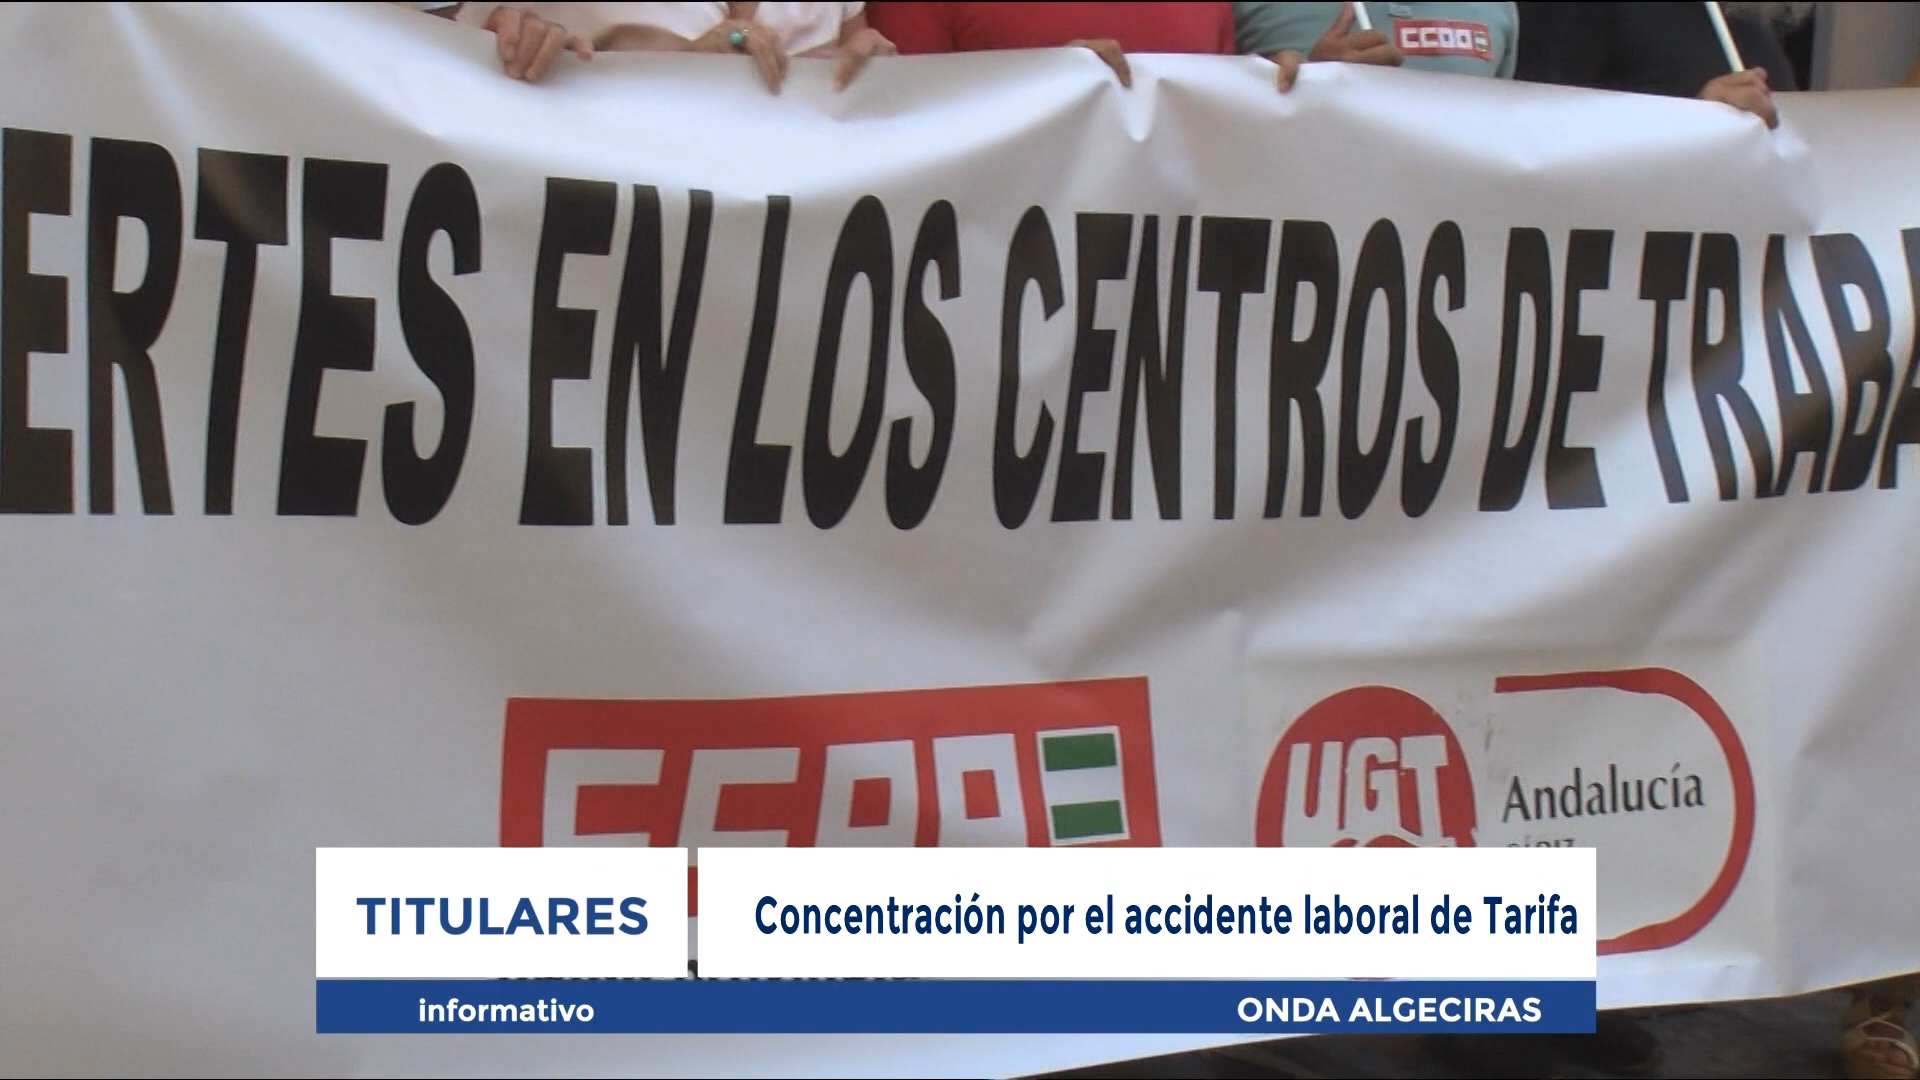 CCOO
ERTES EN LOS CENTROS DE TRABA
CCOO
UGT
Andalucía
TITULARES
Concentración por el accidente laboral de Tarifa
informativo
ONDA ALGECIRAS